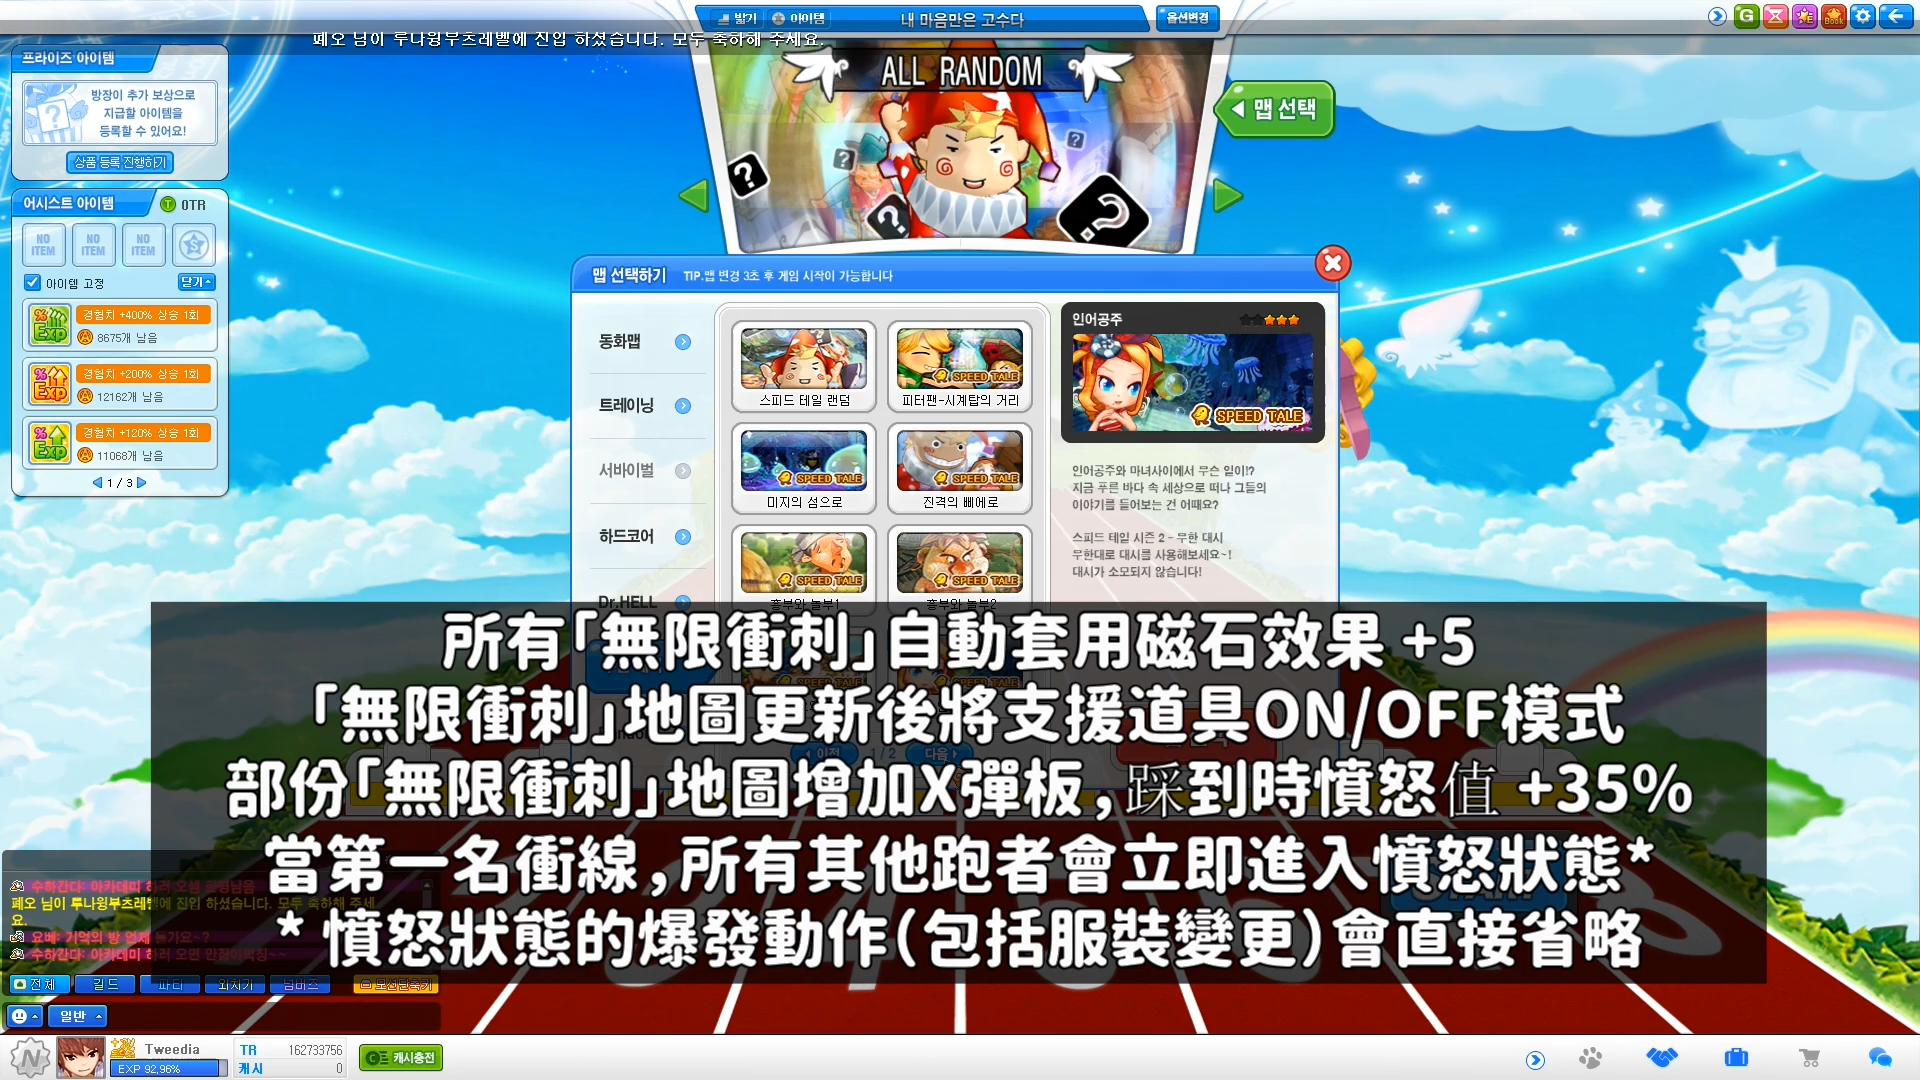 밟기 아이템
내 마음만은 고수다
옵션변경
페오 님이 루나윙부츠레벨에 진입 하셨습니다. 모두 축하해 주세요.
프라이즈 아이템
방장이 추가 보상으로
지급할 아이템을
등록할 수 있어요!
상품 등록 진행하기
어시스트 아이템
0TR
NO ITEM
NO ITEM
NO ITEM
아이템 고정
닫기
경험치 +400% 상승 1회
8675개 남음
경험치 +200% 상승 1회
12162개 남음
경험치 +120% 상승 1회
11068개 남음
1 / 3
ALL RANDOM
맵 선택
맵 선택하기
TIP.맵 변경 3초 후 게임 시작이 가능합니다
동화맵
트레이닝
서바이벌
하드코어
Dr.HELL
스피드 테일 랜덤
SPEED TALE
피터팬-시계탑의 거리
SPEED TALE
미지의 섬으로
SPEED TALE
진격의 삐에로
SPEED TALE
흥부와 놀부1
SPEED TALE
흥부와 놀부2
인어공주
SPEED TALE
인어공주와 마녀사이에서 무슨 일이!?
지금 푸른 바다 속 세상으로 떠나 그들의
이야기를 들어보는 건 어때요?
스피드 테일 시즌 2 - 무한 대시
무한대로 대시를 사용해보세요~!
대시가 소모되지 않습니다!
所有「無限衝刺」自動套用磁石效果 +5
「無限衝刺」地圖更新後將支援道具ON/OFF模式
部份「無限衝刺」地圖增加X彈板，踩到時憤怒值 +35%
當第一名衝線，所有其他跑者會立即進入憤怒狀態*
* 憤怒狀態的爆發動作（包括服裝變更）會直接省略
이전
1 / 2
다음
페오 님이 루나윙부츠레벨에 진입 하셨습니다. 모두 축하해 주세
요.
전체
길드
파티
외치기
일반
Tweedia
EXP 92,96%
TR 162733756
캐시 0
캐시충전